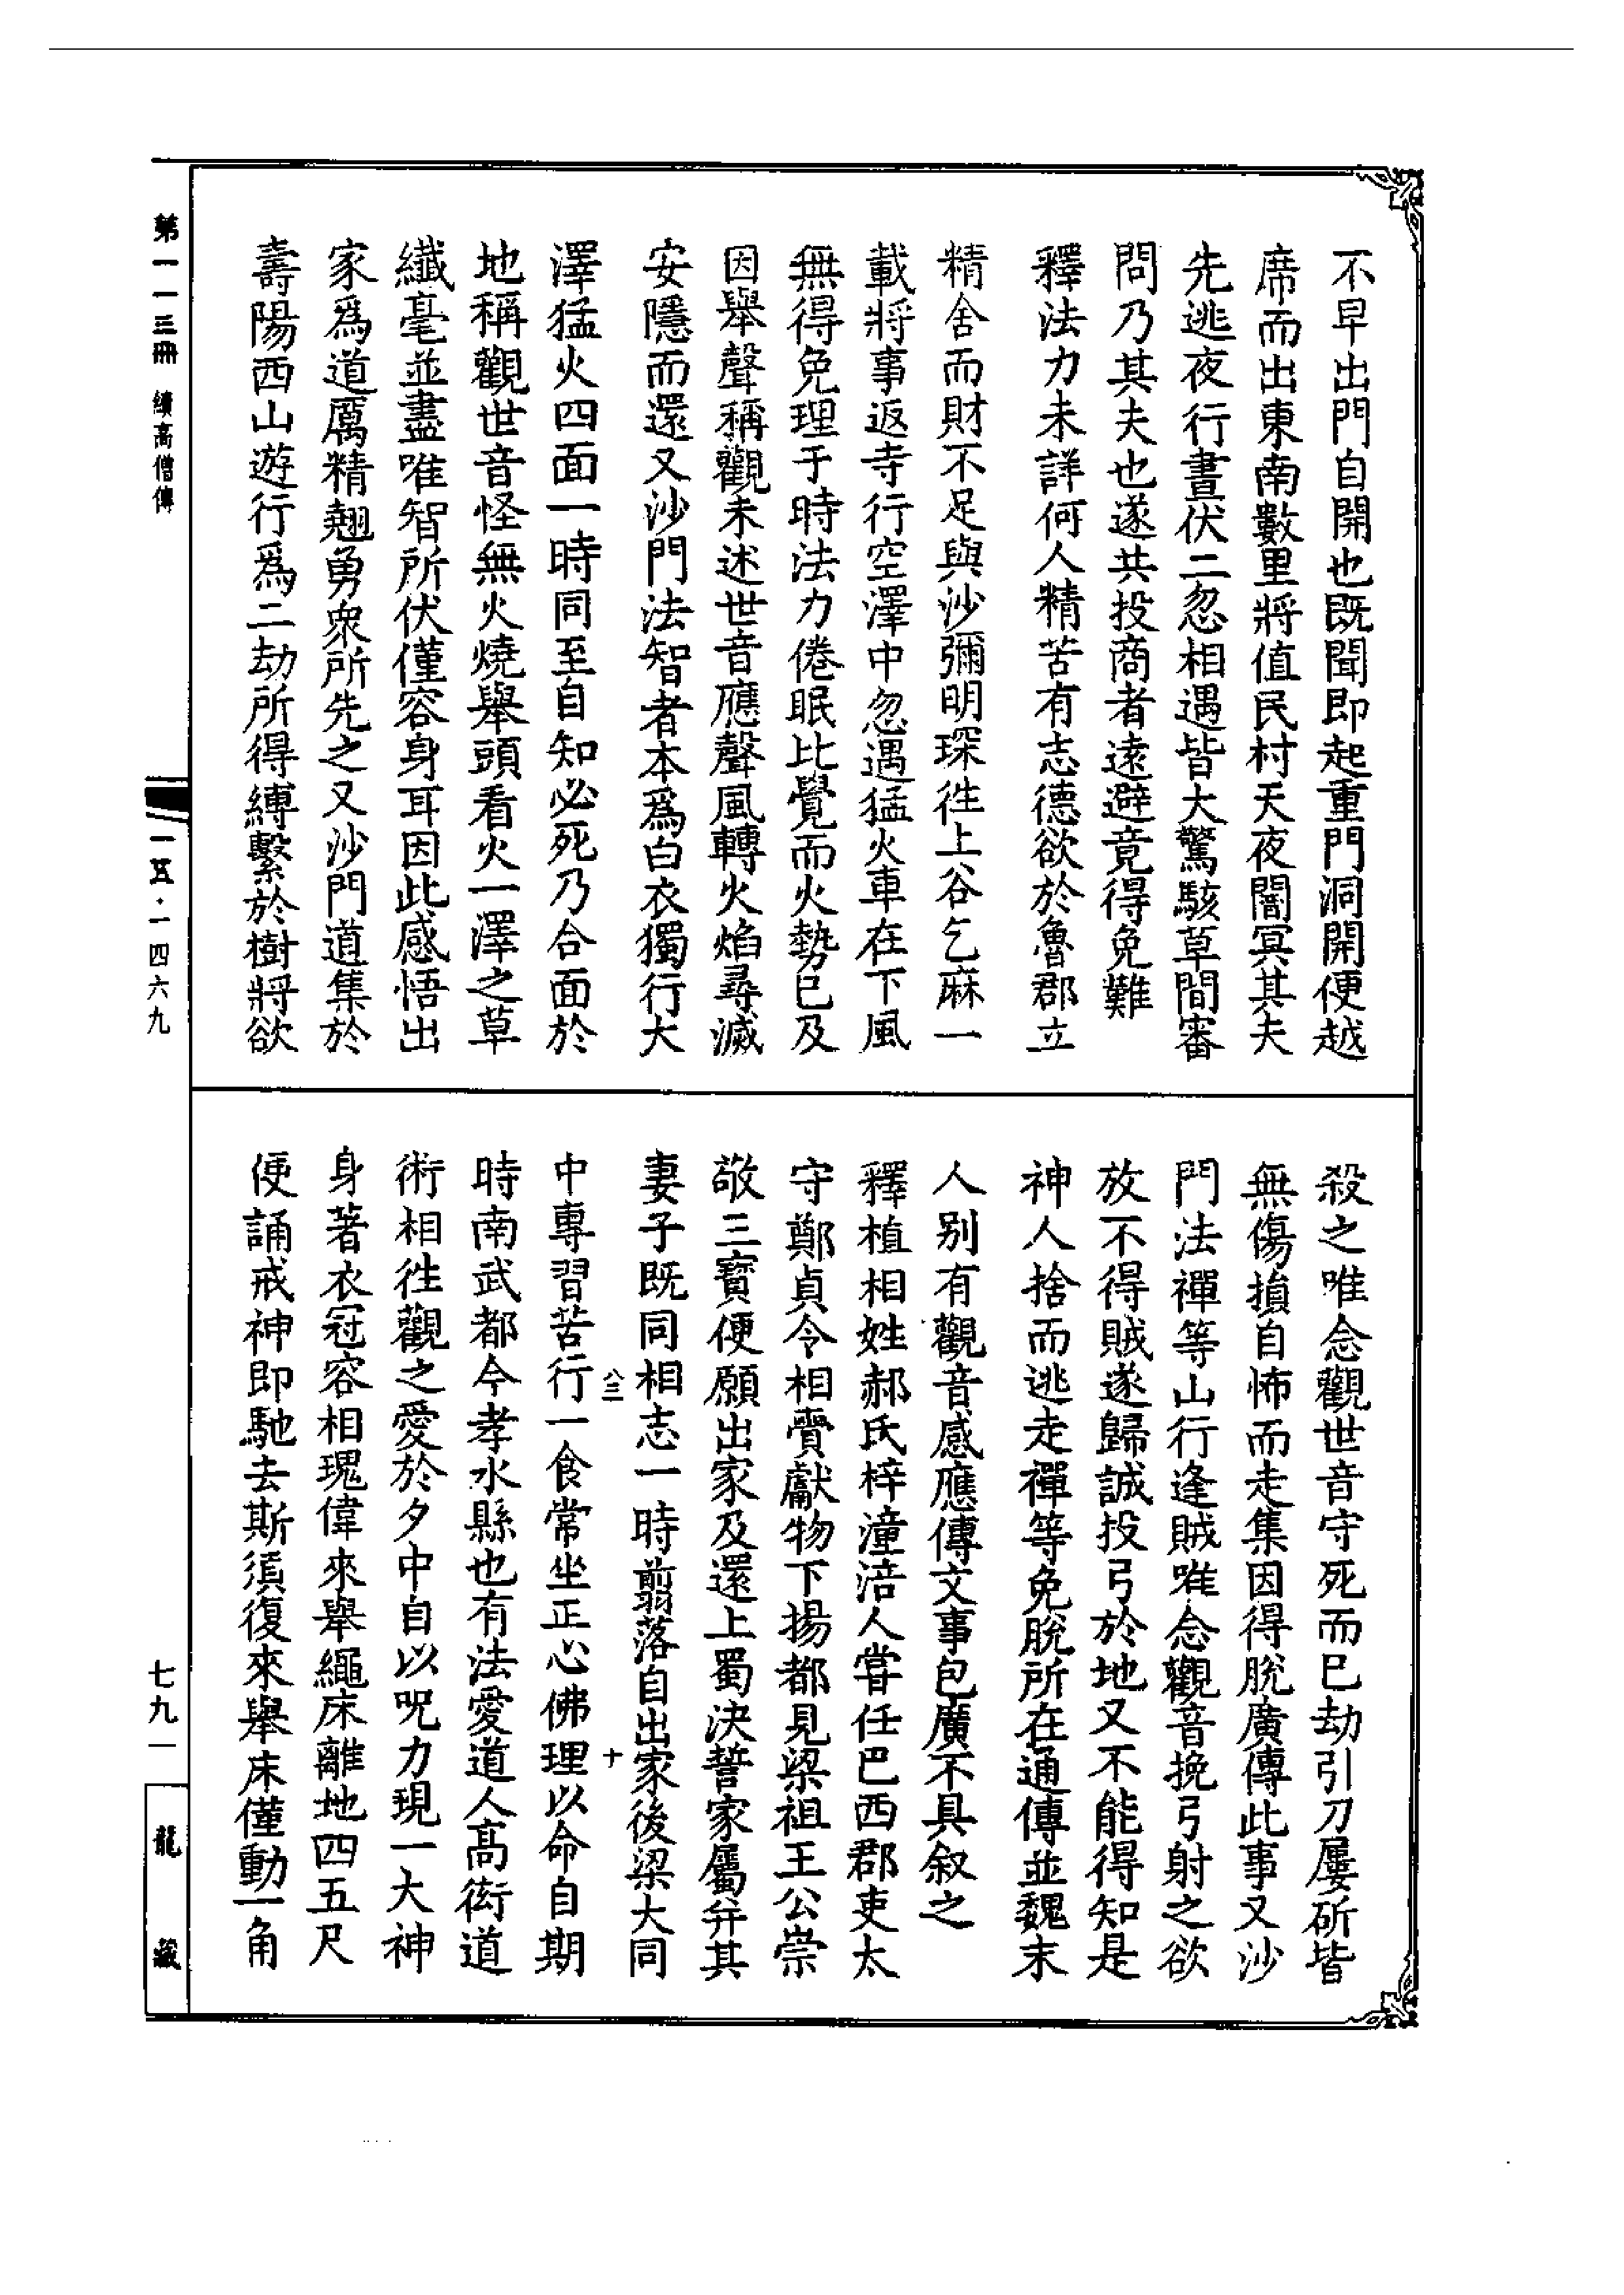 不早出門自開也既聞即起重門洞開便越
席而出東南數里將值民村天夜闇冥其夫
先逃夜行晝伏二忽相遇皆大驚駭草間審
問乃其夫也遂共投商者遠避竟得免難
釋法力未詳何人精苦有志德欲於魯郡立
精舍而財不足與沙彌明琛往上谷乞麻一
載將事返寺行空澤中忽遇猛火車在下風
無得免理于時法力倦眠比覺而火勢已及
因舉聲稱觀未述世音應聲風轉火焰尋滅
安隱而還又沙門法智者本爲白衣獨行大
澤猛火四面一時同至自知必死乃合面於
地稱觀世音怪無火燒舉頭看火一澤之草
纖毫並盡唯智所伏僅容身耳因此感悟出
家爲道厲精翹勇衆所先之又沙門道集於
壽陽西山遊行爲二劫所得縛繫於樹將欲
殺之唯念觀世音守死而已劫引刀屢斫皆
無傷損自怖而走集因得脫廣傳此事又沙
門法禪等山行逢賊唯念觀音挽弓射之欲
放不得賊遂歸誠投弓於地又不能得知是
神人捨而逃走禪等免脫所在通傳並魏末
人別有觀音感應傳文事包廣不具叙之
釋植相姓郝氏梓潼涪人嘗任巴西郡吏太
守鄭貞令相賷獻物下揚都見梁祖王公崇
敬三寶便願出家及還上蜀決誓家屬幷其
妻子既同相志一時翦落自出家後梁大同
八三
十
中專習苦行一食常坐正心佛理以命自期
時南武都今孝水縣也有法愛道人高衒道
術相往觀之愛於夕中自以呪力現一大神
身著衣冠容相瑰偉來舉繩床離地四五尺
便誦戒神即馳去斯須復來舉床僅動一角
第一一三冊 續高僧傳
一五·一四六九
七九一
龍藏